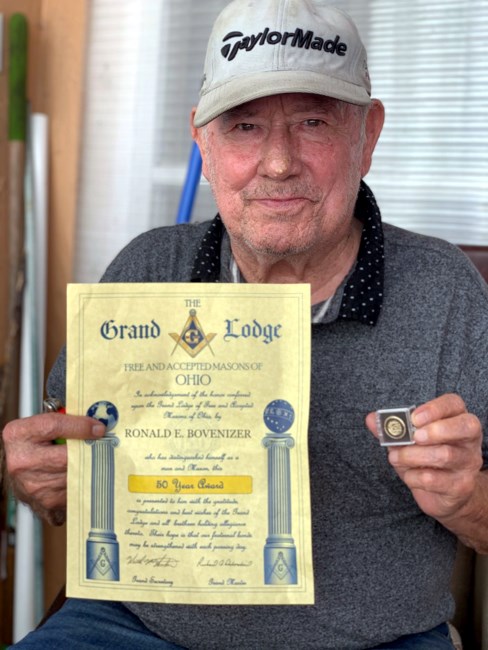 TaylorMade
THE
Grand Lodge
G
FREE AND ACCEPTED MASONS OF
OHIO
In acknowledgement of the honor conferred
upon the Grand Lodge of Free and Accepted
Masons of Ohio, by
RONALD E. BOVENIZER
who has distinguished himself as a
man and Mason, this
50 Year Award
is presented to him with the gratitude,
congratulations and best wishes of the Grand
Lodge and all brethren holding allegiance
thereto. Their hope is that our fraternal bonds
may be strengthened with each passing day.
Grand Secretary Grand Master